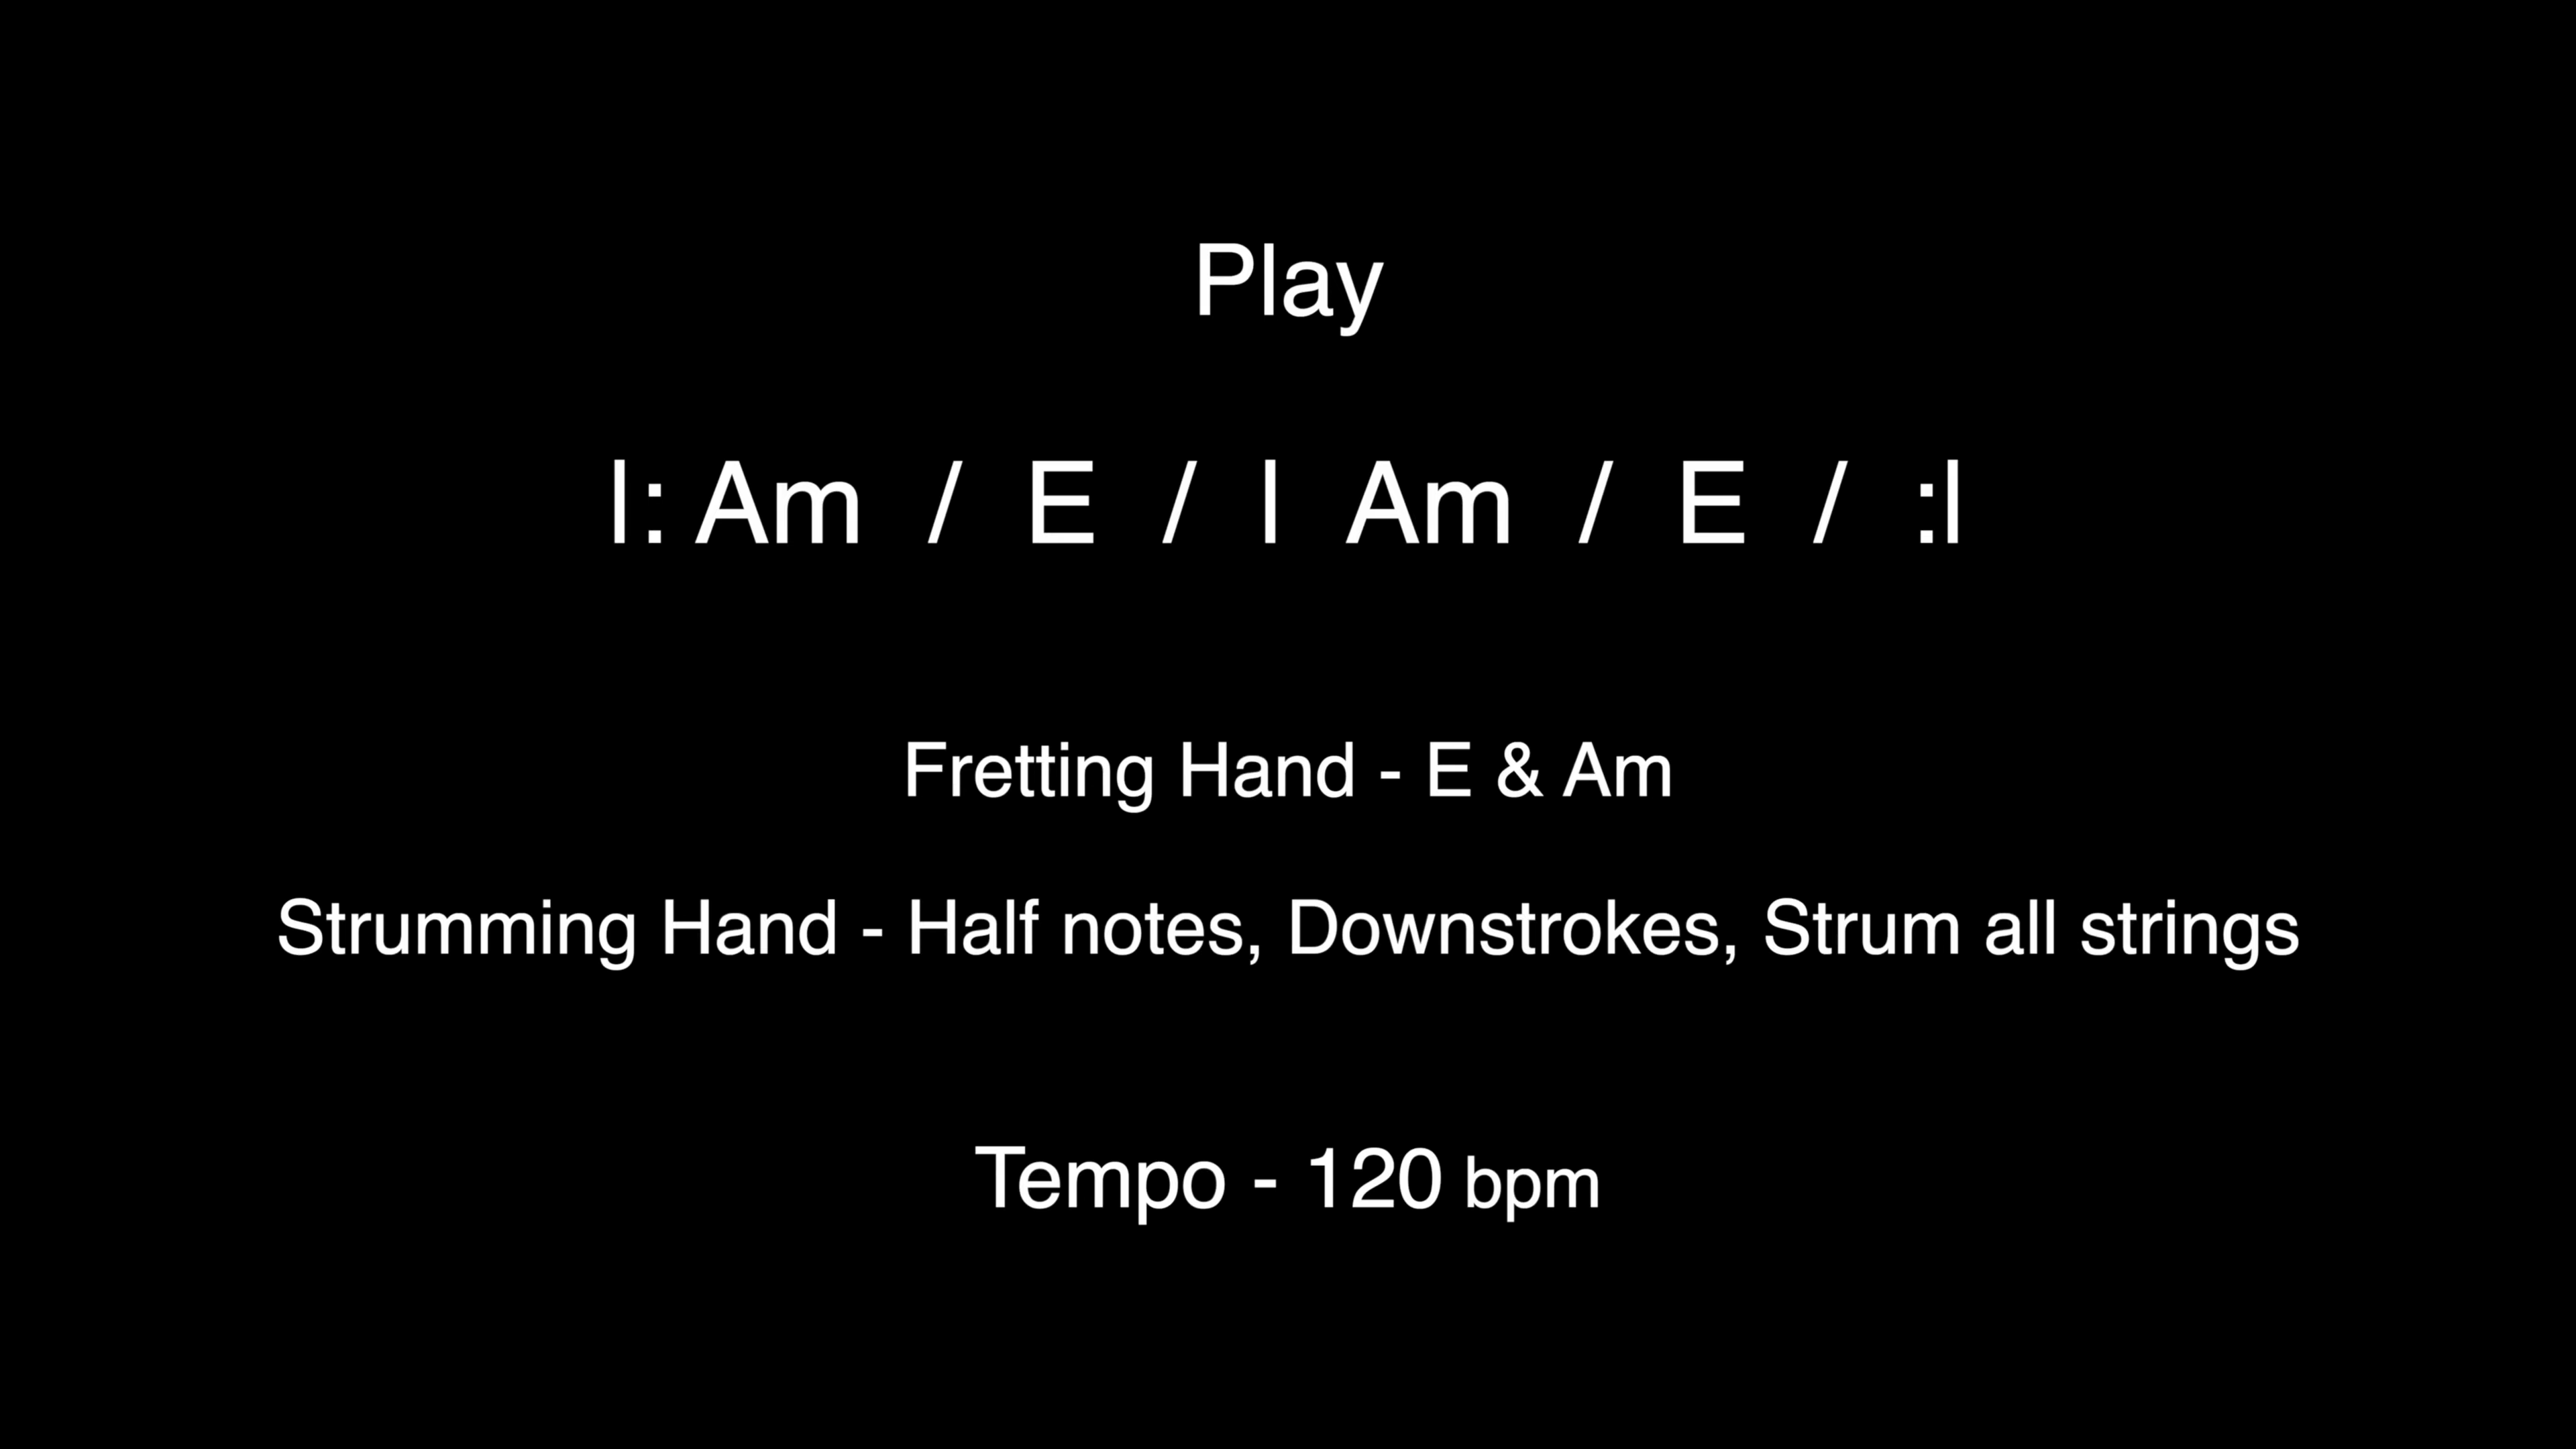 Play
|: Am / E / | Am / E / :|
Fretting Hand - E & Am
Strumming Hand - Half notes, Downstrokes, Strum all strings
Tempo - 120 bpm